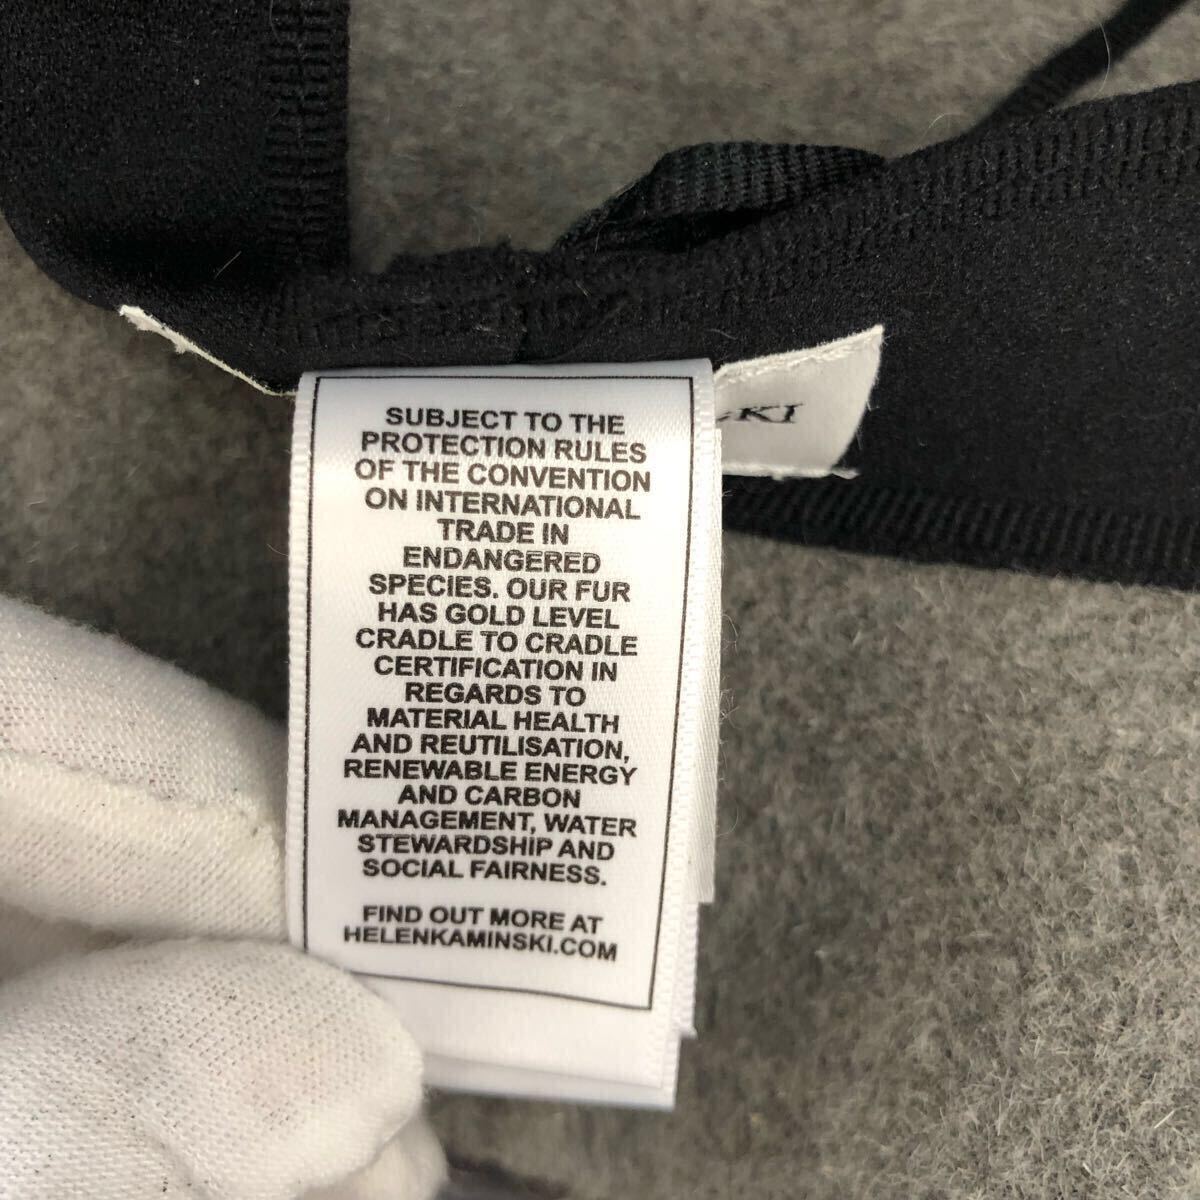 SUBJECT TO THE
PROTECTION RULES
OF THE CONVENTION
ON INTERNATIONAL
TRADE IN
ENDANGERED
SPECIES. OUR FUR
HAS GOLD LEVEL
CRADLE TO CRADLE
CERTIFICATION IN
REGARDS TO
MATERIAL HEALTH
AND REUTILISATION,
RENEWABLE ENERGY
AND CARBON
MANAGEMENT, WATER
STEWARDSHIP AND
SOCIAL FAIRNESS.
FIND OUT MORE AT
HELENKAMINSKI.COM